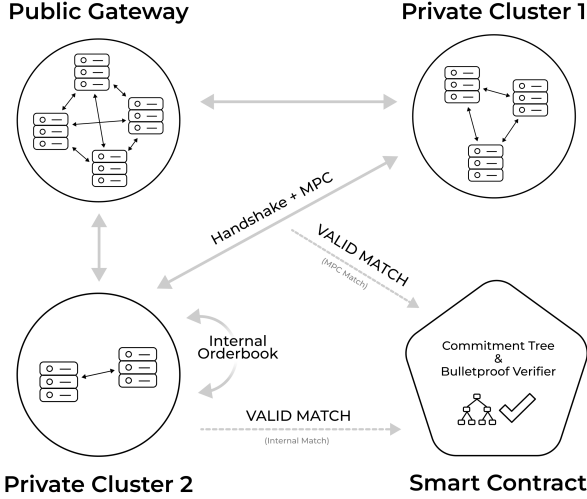 Public Gateway
Private Cluster 1
Handshake + MPC
VALID MATCH
(MPC Match)
Internal
Orderbook
Commitment Tree
&
Bulletproof Verifier
VALID MATCH
(Internal Match)
Private Cluster 2
Smart Contract